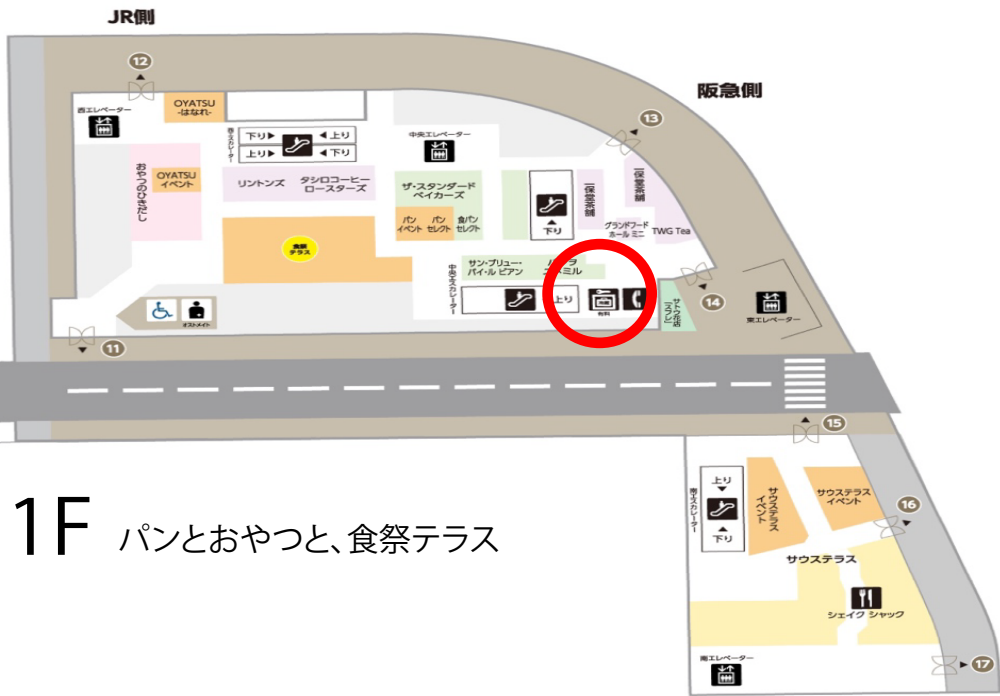 JR側
阪急側
12
13
西エレベーター
OYATSU
-はなれ-
西エスカレーター
下り
上り
上り
下り
中央エレベーター
おやつのひきだし
OYATSU
イベント
リントンズ
タシロコーヒー
ロースターズ
ザ・スタンダード
ベイカーズ
パン
イベント
パン
セレクト
食パン
セレクト
下り
一保堂茶舗
一保堂茶舗
グランドフード
ホール ミニ
TWG Tea
食祭
テラス
サン・ブリュー・
パイ・ル ビアン
中央エスカレーター
上り
有料
サトウ花店
14
東エレベーター
オストメイト
11
15
南エスカレーター
上り
下り
サウステラス
イベント
サウステラス
イベント
16
サウステラス
シェイク シャック
南エレベーター
17
1F パンとおやつと、食祭テラス